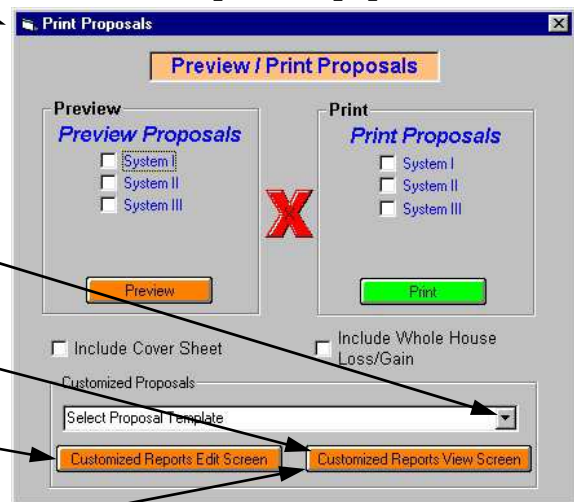 Print Proposals
Preview / Print Proposals
Preview
Preview Proposals
System I
System II
System III
Preview
Print
Print Proposals
System I
System II
System III
Print
Include Cover Sheet
Include Whole House
Loss/Gain
Customized Proposals
Select Proposal Template
Customized Reports Edit Screen
Customized Reports View Screen